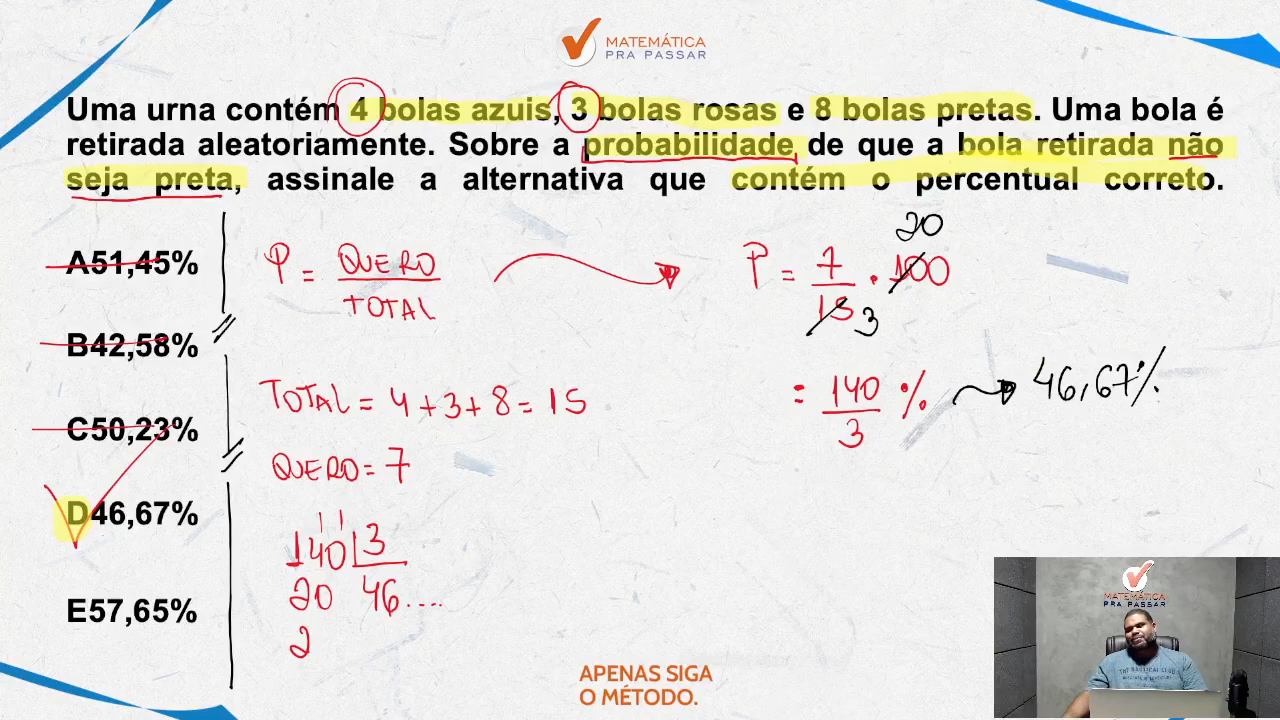 MATEMÁTICA
PRA PASSAR
Uma urna contém 4 bolas azuis, 3 bolas rosas e 8 bolas pretas. Uma bola é
retirada aleatoriamente. Sobre a probabilidade de que a bola retirada não
seja preta, assinale a alternativa que contém o percentual correto.
A51,45%
B42,58%
C50,23%
D46,67%
E57,65%
P = QUERO / TOTAL
TOTAL = 4 + 3 + 8 = 15
QUERO = 7
140 3
20 46....
2
20
P = 7/15 . 100
3
= 140/3 % 46,67%
MATEMÁTICA
PRA PASSAR
APENAS SIGA
O MÉTODO.